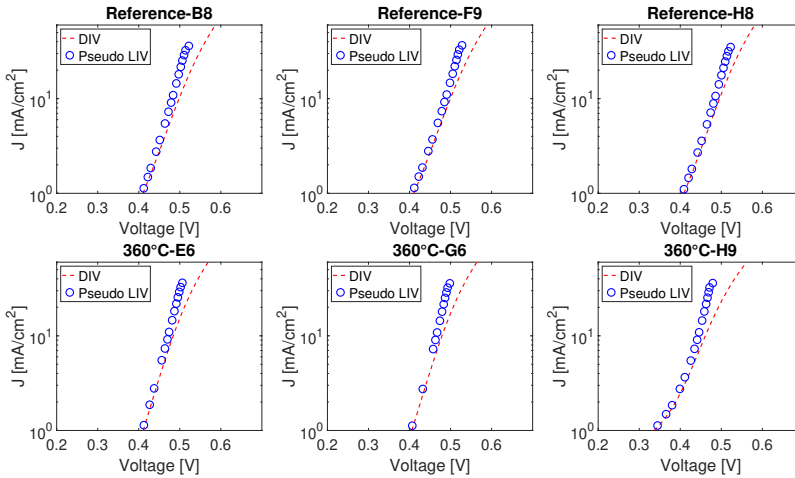 Reference-B8
Reference-F9
Reference-H8
J [mA/cm²]
10¹
10⁰
DIV
Pseudo LIV
0.2 0.3 0.4 0.5 0.6
Voltage [V]
J [mA/cm²]
10¹
10⁰
DIV
Pseudo LIV
0.2 0.3 0.4 0.5 0.6
Voltage [V]
J [mA/cm²]
10¹
10⁰
DIV
Pseudo LIV
0.2 0.3 0.4 0.5 0.6
Voltage [V]
360°C-E6
360°C-G6
360°C-H9
J [mA/cm²]
10¹
10⁰
DIV
Pseudo LIV
0.2 0.3 0.4 0.5 0.6
Voltage [V]
J [mA/cm²]
10¹
10⁰
DIV
Pseudo LIV
0.2 0.3 0.4 0.5 0.6
Voltage [V]
J [mA/cm²]
10¹
10⁰
DIV
Pseudo LIV
0.2 0.3 0.4 0.5 0.6
Voltage [V]